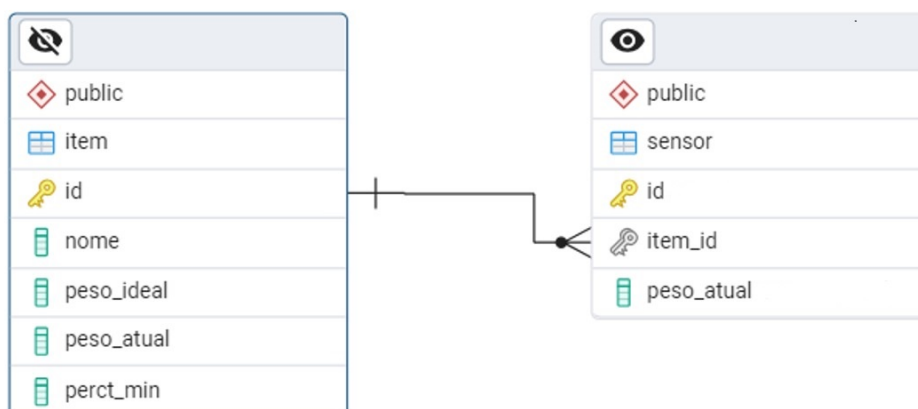 public
item
id
nome
peso_ideal
peso_atual
perct_min
public
sensor
id
item_id
peso_atual